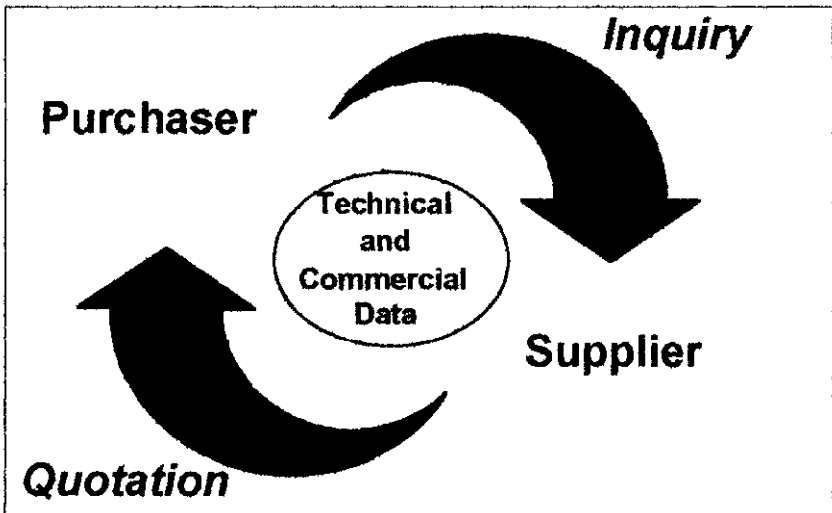 Inquiry
Purchaser
Technical
and
Commercial
Data
Supplier
Quotation